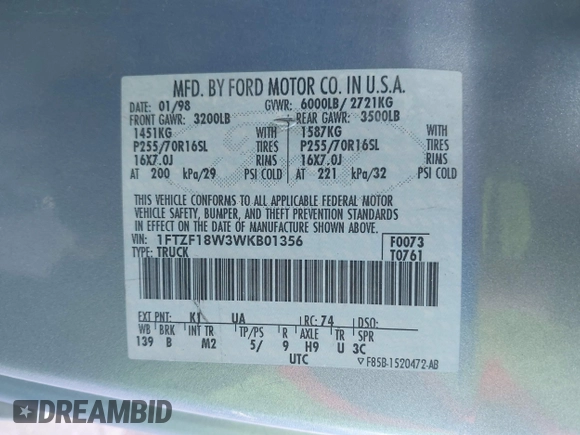 MFD. BY FORD MOTOR CO. IN U.S.A.
DATE: 01/98 GVWR: 6000LB/ 2721KG
FRONT GAWR: 3200LB REAR GAWR: 3500LB
1451KG WITH 1587KG WITH
P255/70R16SL TIRES P255/70R16SL TIRES
16X7.0J RIMS 16X7.0J RIMS
AT 200 kPa/29 PSI COLD AT 221 kPa/32 PSI COLD
THIS VEHICLE CONFORMS TO ALL APPLICABLE FEDERAL MOTOR
VEHICLE SAFETY, BUMPER, AND THEFT PREVENTION STANDARDS
IN EFFECT ON THE DATE OF MANUFACTURE SHOWN ABOVE.
VIN: 1FTZF18W3WKB01356 F0073
TYPE: TRUCK T0761
EXT PNT: K1 UA RC: 74 DSO:
WB BRK INT TR TP/PS R AXLE TR SPR
139 B M2 5/ 9 H9 U 3C
UTC F85B-1520472-AB
DREAMBID